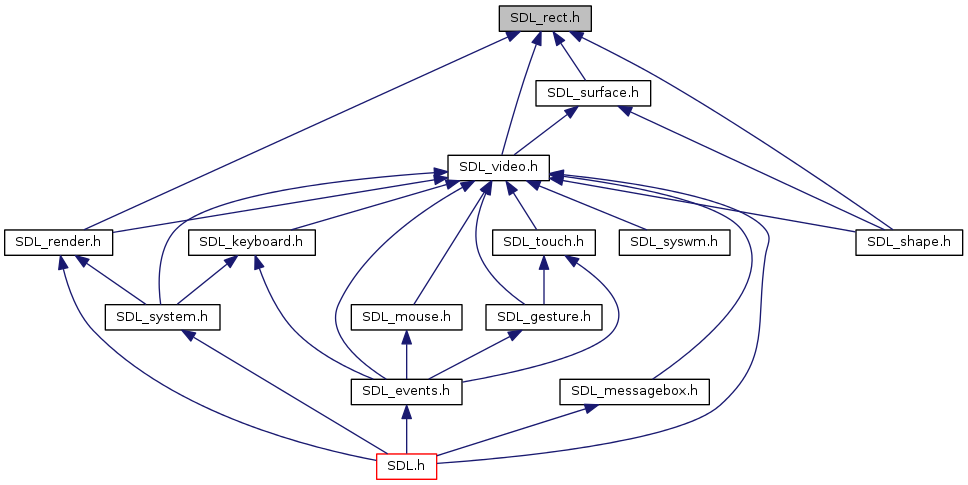 SDL_rect.h
SDL_surface.h
SDL_video.h
SDL_render.h
SDL_keyboard.h
SDL_touch.h
SDL_syswm.h
SDL_shape.h
SDL_system.h
SDL_mouse.h
SDL_gesture.h
SDL_events.h
SDL_messagebox.h
SDL.h